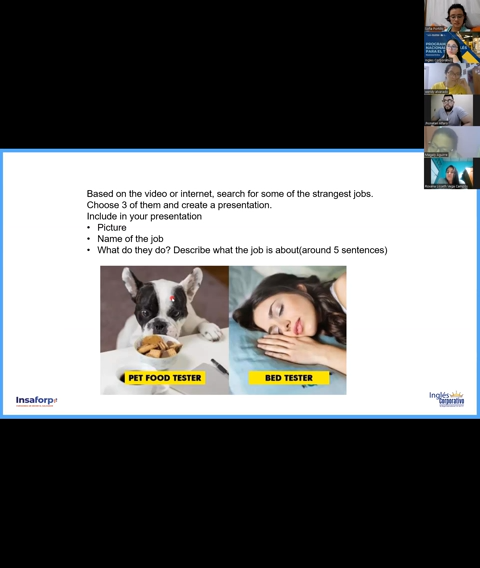 Based on the video or internet, search for some of the strangest jobs.
Choose 3 of them and create a presentation.
Include in your presentation
• Picture
• Name of the job
• What do they do? Describe what the job is about(around 5 sentences)
PET FOOD TESTER
BED TESTER
Insaforp
Inglés
Corporativo